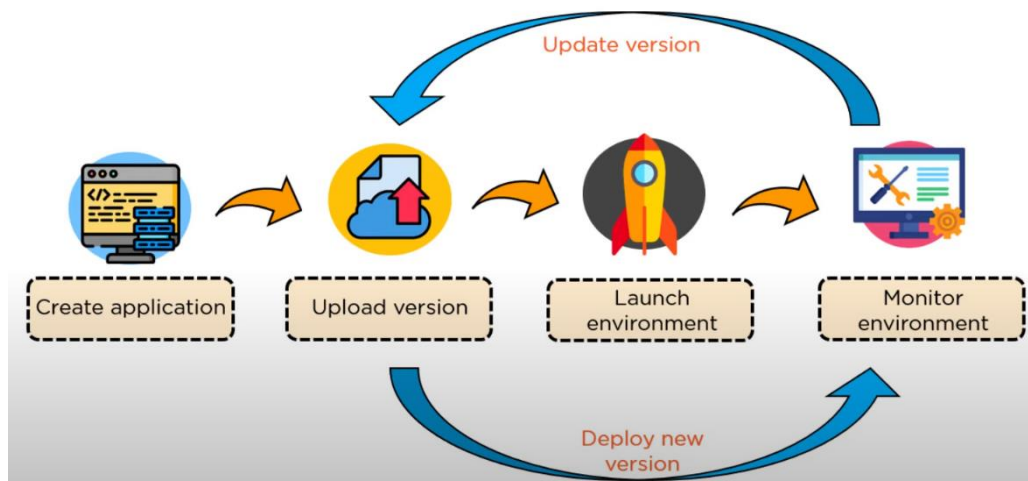 Update version
</>
Create application
Upload version
Launch
environment
Monitor
environment
Deploy new
version